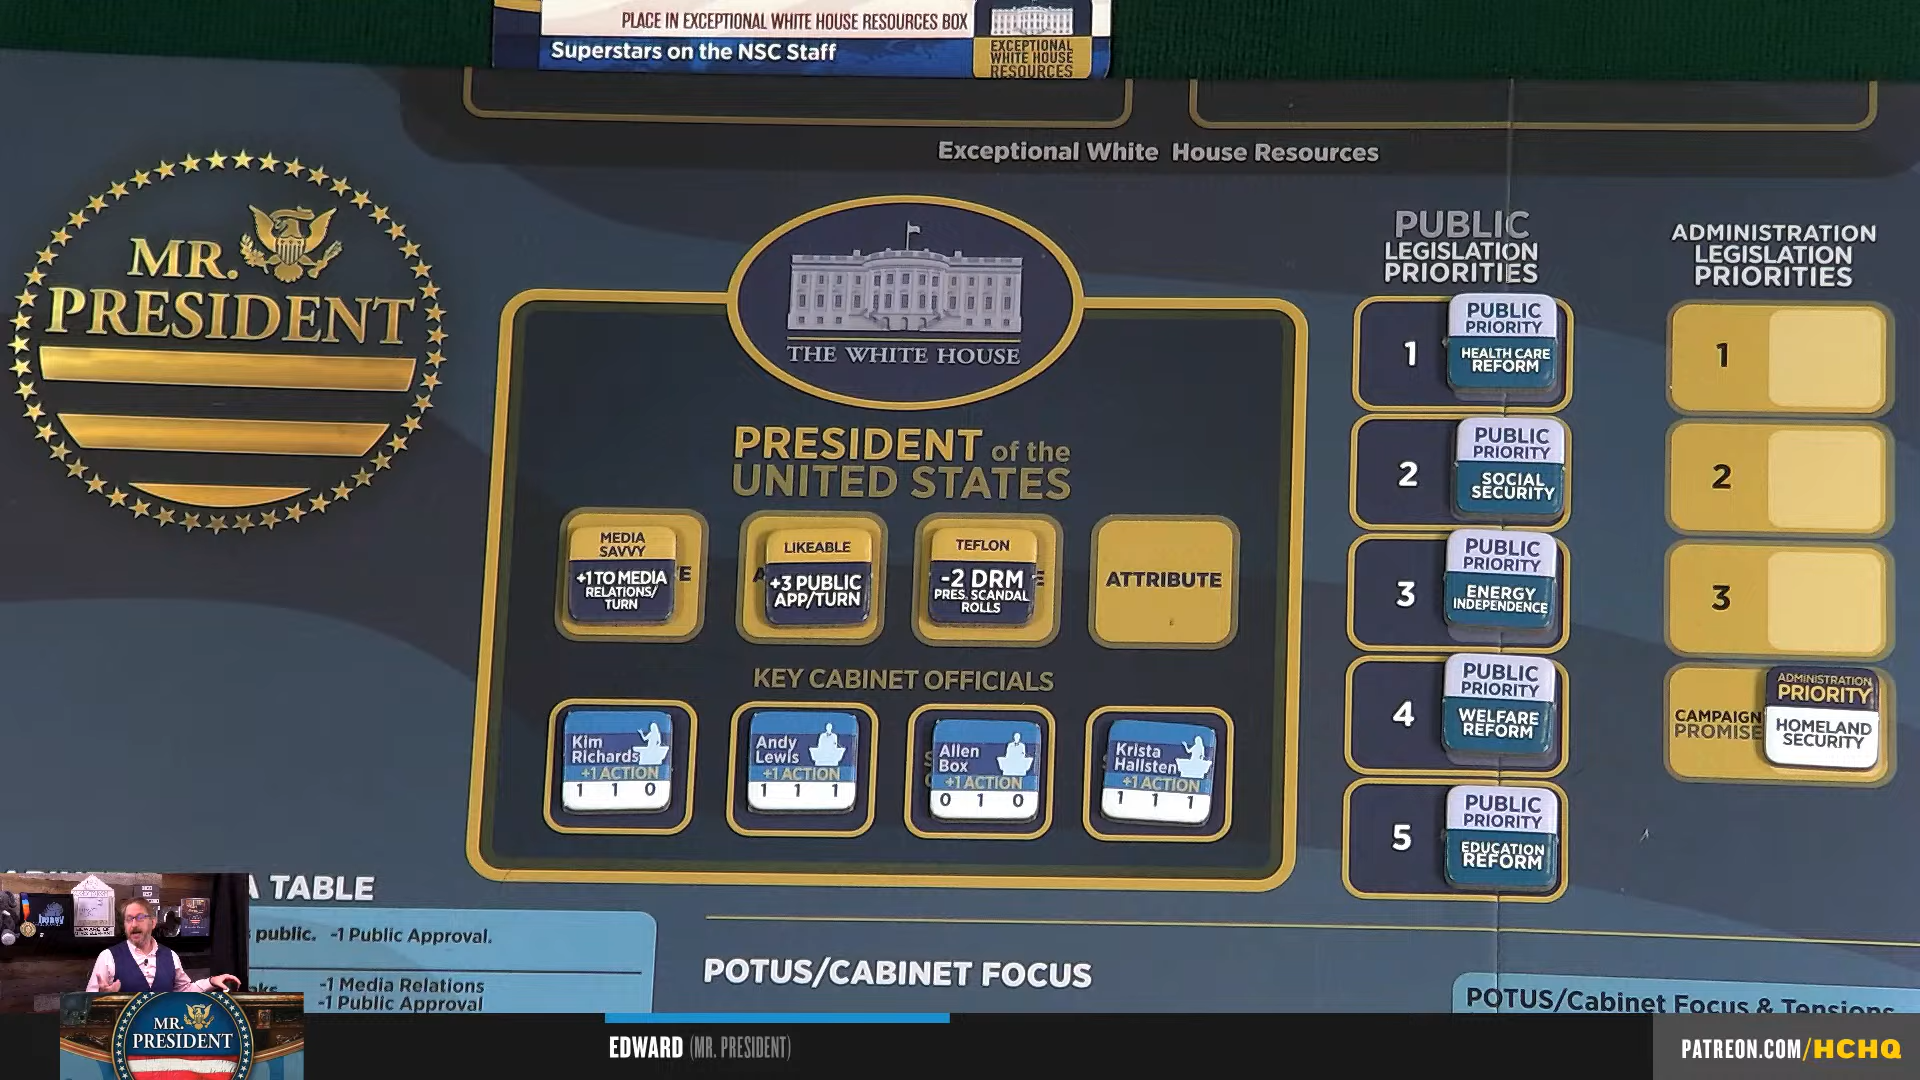 PLACE IN EXCEPTIONAL WHITE HOUSE RESOURCES BOX
Superstars on the NSC Staff
EXCEPTIONAL
WHITE HOUSE
RESOURCES
Exceptional White House Resources
MR.
PRESIDENT
THE WHITE HOUSE
PRESIDENT of the
UNITED STATES
MEDIA
SAVVY
+1 TO MEDIA
RELATIONS/
TURN
LIKEABLE
+3 PUBLIC
APP/TURN
TEFLON
-2 DRM
PRES. SCANDAL
ROLLS
ATTRIBUTE
KEY CABINET OFFICIALS
Kim
Richards
+1 ACTION
1 1 0
Andy
Lewis
+1 ACTION
1 1 1
Allen
Box
+1 ACTION
0 1 0
Krista
Hallsten
+1 ACTION
1 1 1
PUBLIC
LEGISLATION
PRIORITIES
1
PUBLIC
PRIORITY
HEALTH CARE
REFORM
2
PUBLIC
PRIORITY
SOCIAL
SECURITY
3
PUBLIC
PRIORITY
ENERGY
INDEPENDENCE
4
PUBLIC
PRIORITY
WELFARE
REFORM
5
PUBLIC
PRIORITY
EDUCATION
REFORM
ADMINISTRATION
LEGISLATION
PRIORITIES
1
2
3
CAMPAIGN
PROMISE
ADMINISTRATION
PRIORITY
HOMELAND
SECURITY
A TABLE
public. -1 Public Approval.
-1 Media Relations
-1 Public Approval
POTUS/CABINET FOCUS
POTUS/Cabinet Focus & Tensions
MR.
PRESIDENT
EDWARD (MR. PRESIDENT)
PATREON.COM/HCHQ